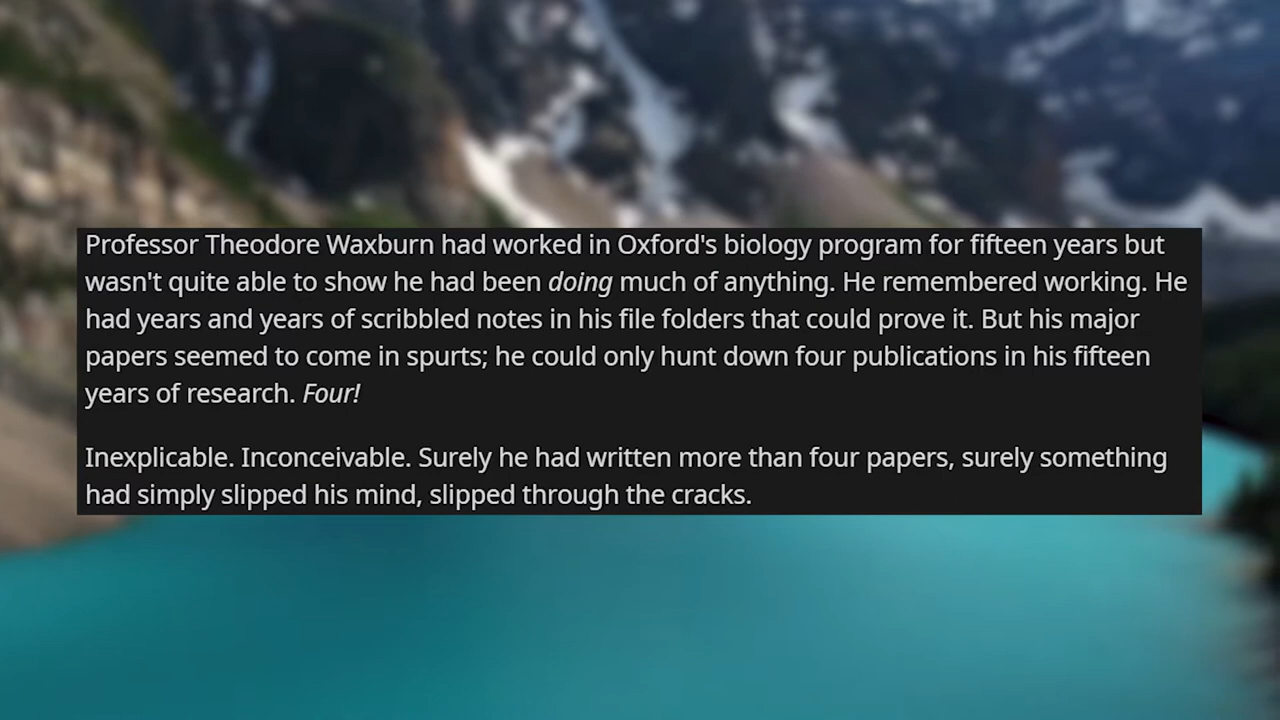 Professor Theodore Waxburn had worked in Oxford's biology program for fifteen years but
wasn't quite able to show he had been doing much of anything. He remembered working. He
had years and years of scribbled notes in his file folders that could prove it. But his major
papers seemed to come in spurts; he could only hunt down four publications in his fifteen
years of research. Four!
Inexplicable. Inconceivable. Surely he had written more than four papers, surely something
had simply slipped his mind, slipped through the cracks.